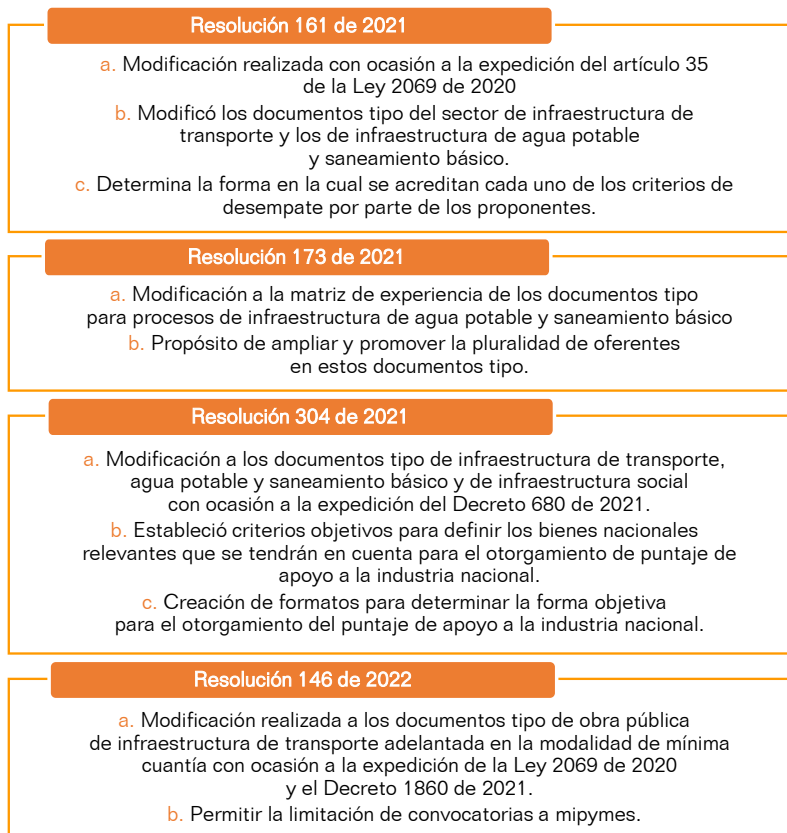 Resolución 161 de 2021
a. Modificación realizada con ocasión a la expedición del artículo 35
de la Ley 2069 de 2020
b. Modificó los documentos tipo del sector de infraestructura de
transporte y los de infraestructura de agua potable
y saneamiento básico.
c. Determina la forma en la cual se acreditan cada uno de los criterios de
desempate por parte de los proponentes.
Resolución 173 de 2021
a. Modificación a la matriz de experiencia de los documentos tipo
para procesos de infraestructura de agua potable y saneamiento básico
b. Propósito de ampliar y promover la pluralidad de oferentes
en estos documentos tipo.
Resolución 304 de 2021
a. Modificación a los documentos tipo de infraestructura de transporte,
agua potable y saneamiento básico y de infraestructura social
con ocasión a la expedición del Decreto 680 de 2021.
b. Estableció criterios objetivos para definir los bienes nacionales
relevantes que se tendrán en cuenta para el otorgamiento de puntaje de
apoyo a la industria nacional.
c. Creación de formatos para determinar la forma objetiva
para el otorgamiento del puntaje de apoyo a la industria nacional.
Resolución 146 de 2022
a. Modificación realizada a los documentos tipo de obra pública
de infraestructura de transporte adelantada en la modalidad de mínima
cuantía con ocasión a la expedición de la Ley 2069 de 2020
y el Decreto 1860 de 2021.
b. Permitir la limitación de convocatorias a mipymes.